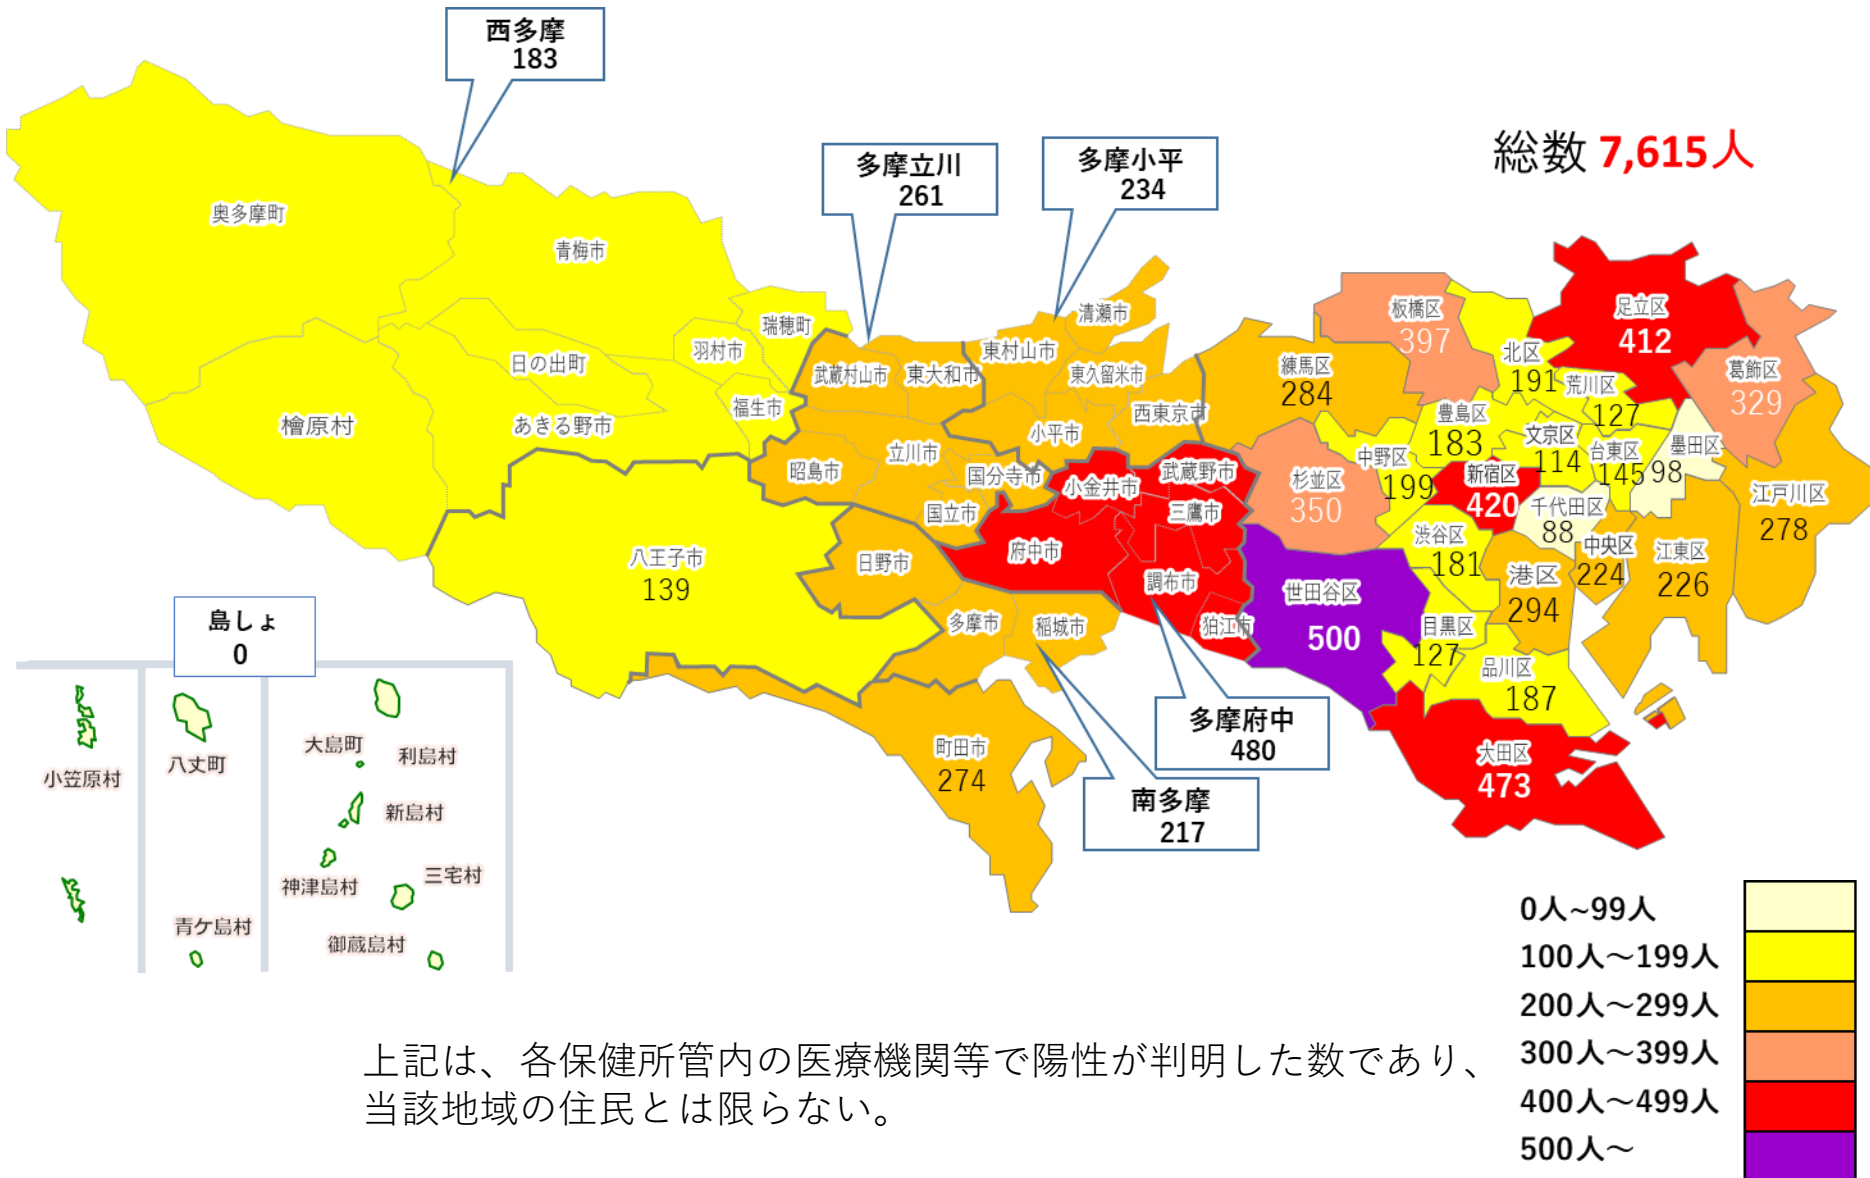 西多摩
183
多摩立川
261
多摩小平
234
総数 7,615人
奥多摩町
青梅市
瑞穂町
羽村市
日の出町
福生市
あきる野市
檜原村
武蔵村山市
東大和市
東村山市
清瀬市
東久留米市
西東京市
小平市
昭島市
立川市
国分寺市
国立市
小金井市
武蔵野市
三鷹市
府中市
調布市
狛江市
八王子市
139
日野市
多摩市
稲城市
町田市
274
多摩府中
480
南多摩
217
板橋区
397
足立区
412
北区
191
荒川区
127
葛飾区
329
練馬区
284
豊島区
183
文京区
114
台東区
145
墨田区
98
中野区
199
新宿区
420
杉並区
350
千代田区
88
江戸川区
278
渋谷区
181
港区
294
中央区
224
江東区
226
世田谷区
500
目黒区
127
品川区
187
大田区
473
島しょ
0
小笠原村
八丈町
青ケ島村
大島町
利島村
新島村
神津島村
三宅村
御蔵島村
0人~99人
100人～199人
200人～299人
300人～399人
400人～499人
500人～
上記は、各保健所管内の医療機関等で陽性が判明した数であり、
当該地域の住民とは限らない。